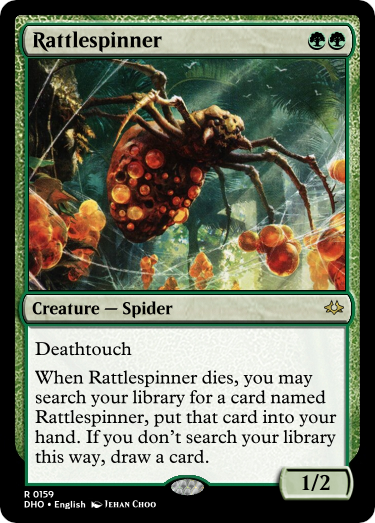 Rattlespinner
Creature — Spider
Deathtouch
When Rattlespinner dies, you may
search your library for a card named
Rattlespinner, put that card into your
hand. If you don't search your library
this way, draw a card.
1/2
R 0159
DHO • English Jehan Choo